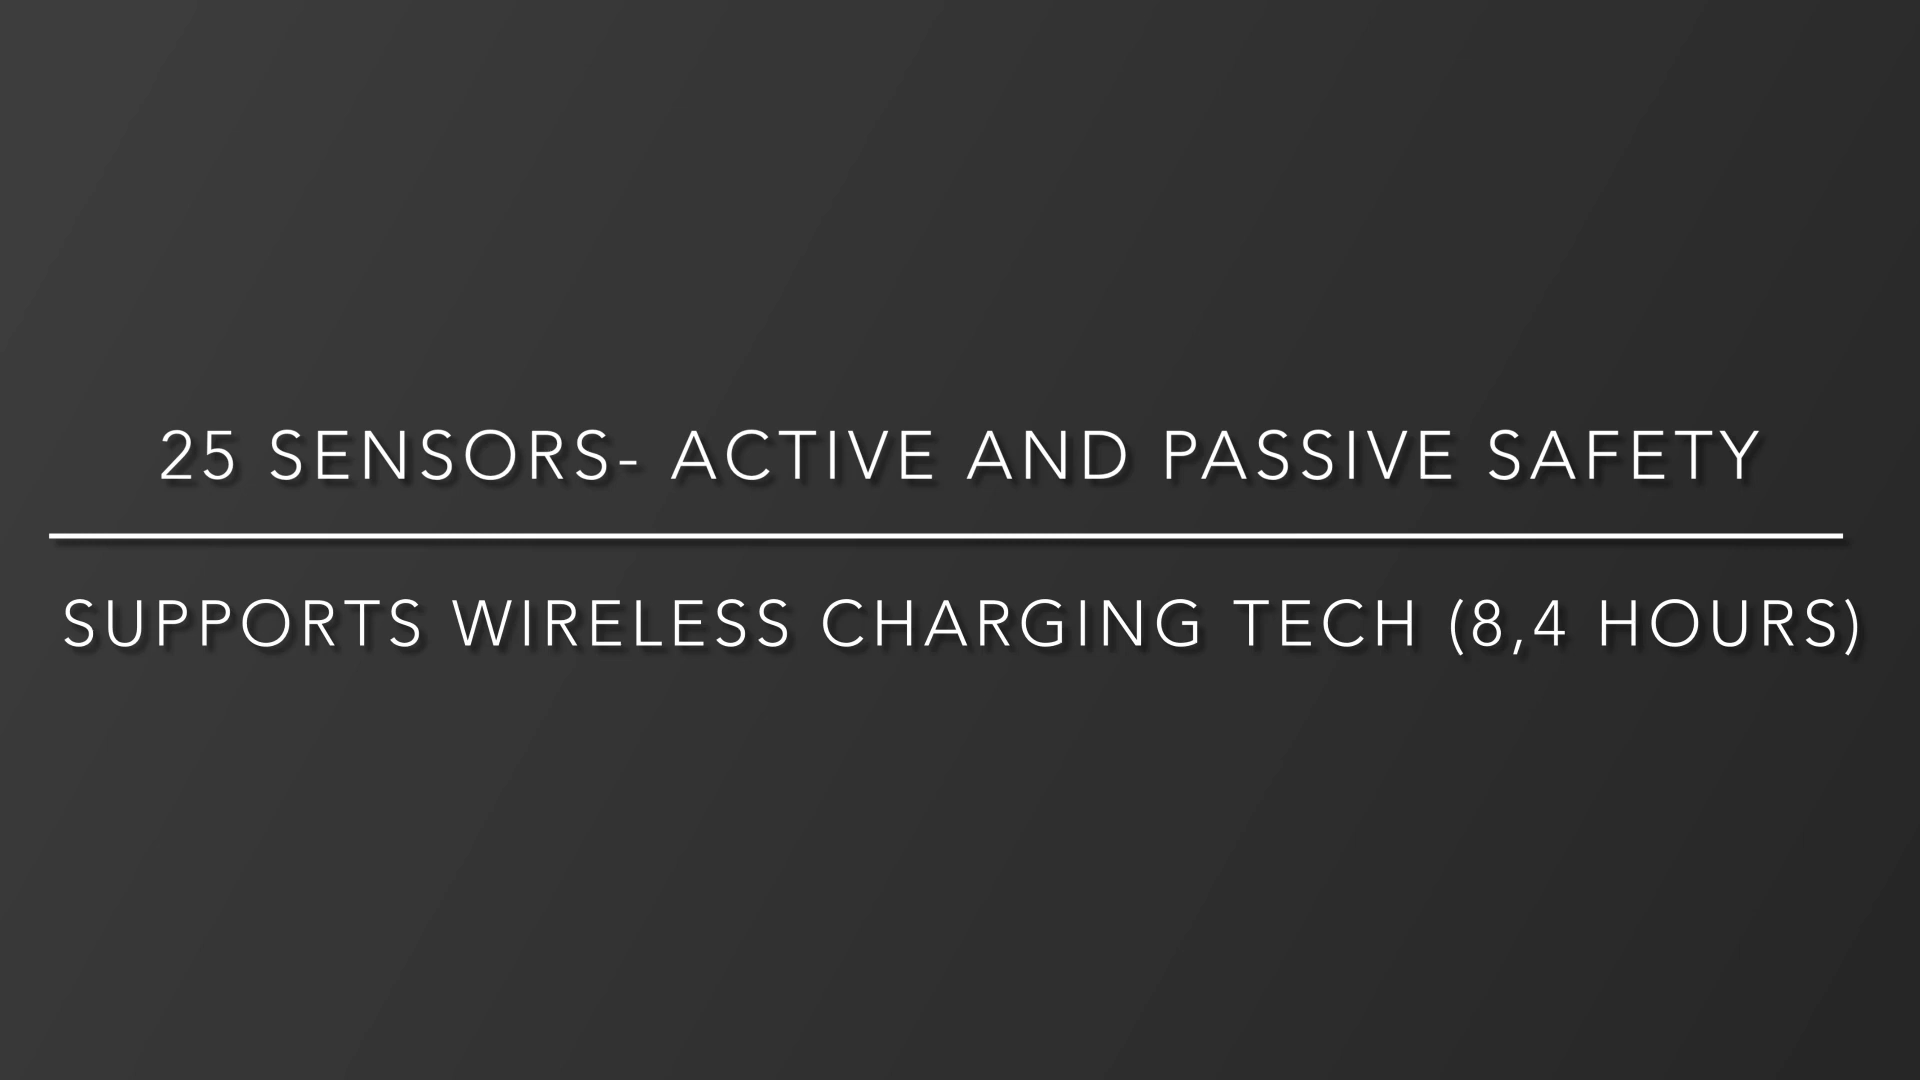 25 SENSORS- ACTIVE AND PASSIVE SAFETY
SUPPORTS WIRELESS CHARGING TECH (8,4 HOURS)